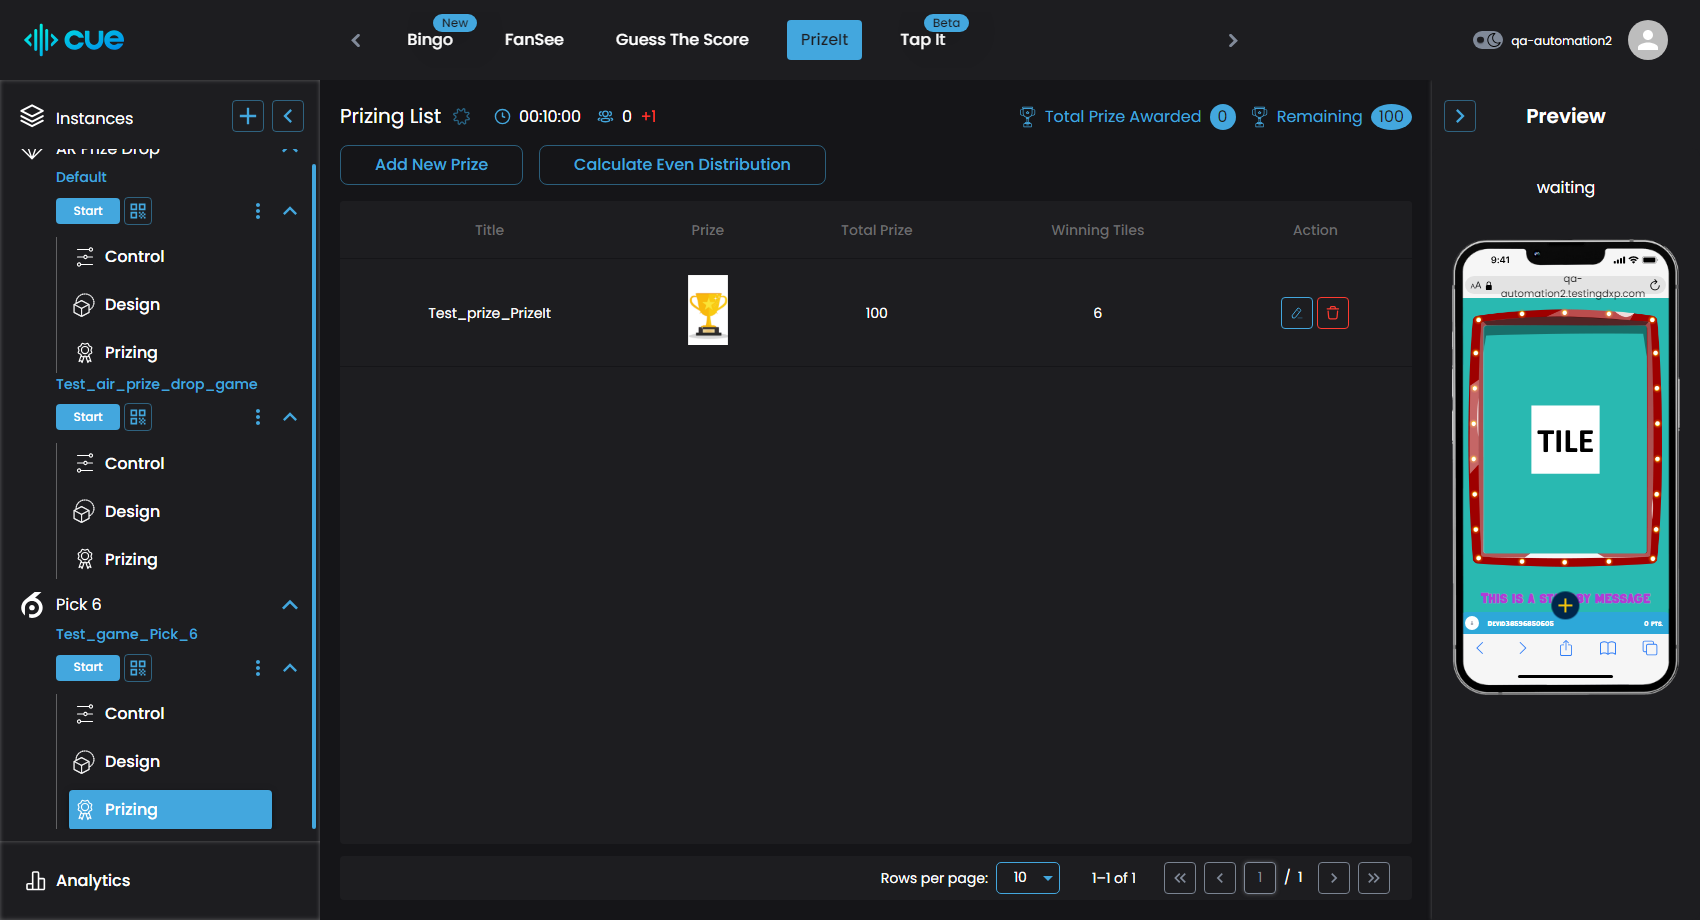 cue
Bingo
New
FanSee
Guess The Score
PrizeIt
Tap It
Beta
qa-automation2
Instances
AR Prize Drop
Default
Start
Control
Design
Prizing
Test_air_prize_drop_game
Start
Control
Design
Prizing
Pick 6
Test_game_Pick_6
Start
Control
Design
Prizing
Analytics
Prizing List
00:10:00
0 +1
Total Prize Awarded 0
Remaining 100
Add New Prize
Calculate Even Distribution
Title Prize Total Prize Winning Tiles Action
Test_prize_PrizeIt 100 6
Rows per page: 10 1–1 of 1 1 / 1
Preview
waiting
9:41
AA
qa-
automation2.testingdxp.com
TILE
This is a st by message
0 PTS.